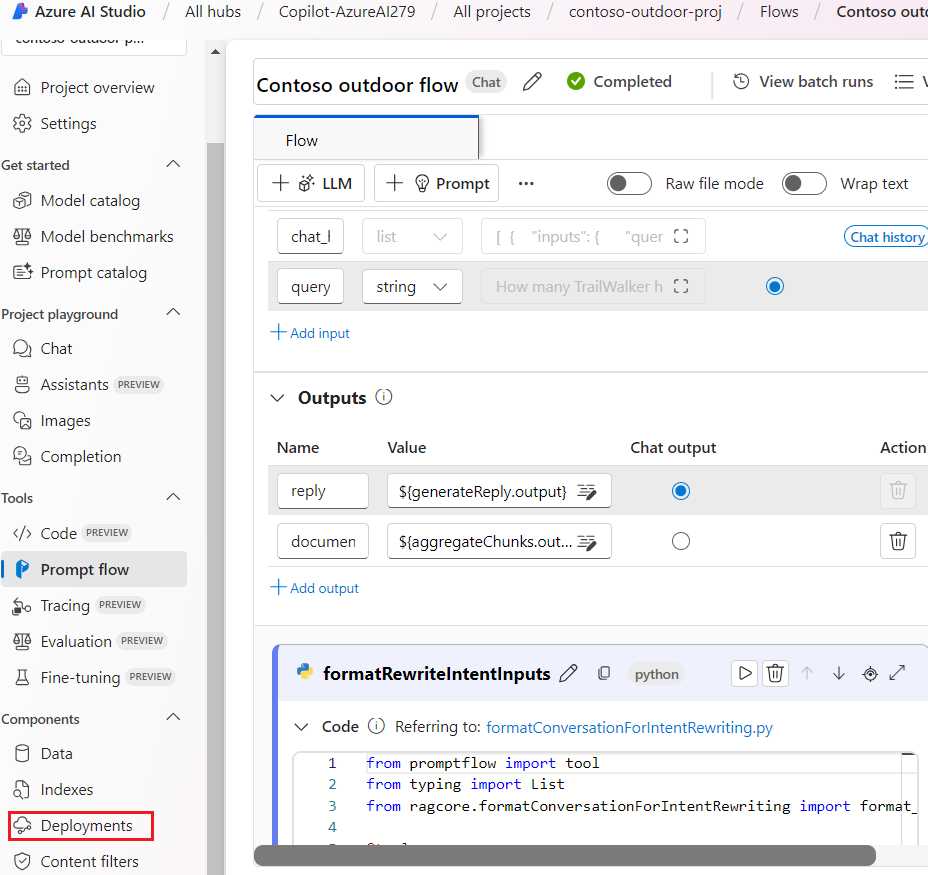 Azure AI Studio / All hubs / Copilot-AzureAI279 / All projects / contoso-outdoor-proj / Flows / Contoso out
contoso-outdoor-p...
Project overview
Settings
Get started
Model catalog
Model benchmarks
Prompt catalog
Project playground
Chat
Assistants PREVIEW
Images
Completion
Tools
Code PREVIEW
Prompt flow
Tracing PREVIEW
Evaluation PREVIEW
Fine-tuning PREVIEW
Components
Data
Indexes
Deployments
Content filters
Contoso outdoor flow Chat Completed View batch runs
Flow
LLM Prompt ... Raw file mode Wrap text
chat_h list [ { "inputs": { "quer Chat history
query string How many TrailWalker h
Add input
Outputs
Name Value Chat output Action
reply ${generateReply.output}
documen ${aggregateChunks.out...
Add output
formatRewriteIntentInputs python
Code Referring to: formatConversationForIntentRewriting.py
1 from promptflow import tool
2 from typing import List
3 from ragcore.formatConversationForIntentRewriting import format_
4